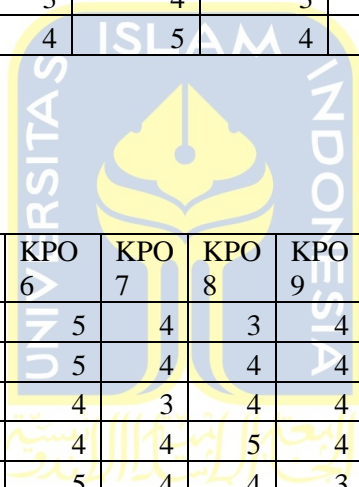 3 4 3
4 5 4
ISLAM
UNIVERSITAS
INDONESIA
KPO 6 KPO 7 KPO 8 KPO 9
5 4 3 4
5 4 4 4
4 3 4 4
4 4 5 4
5 4 4 3